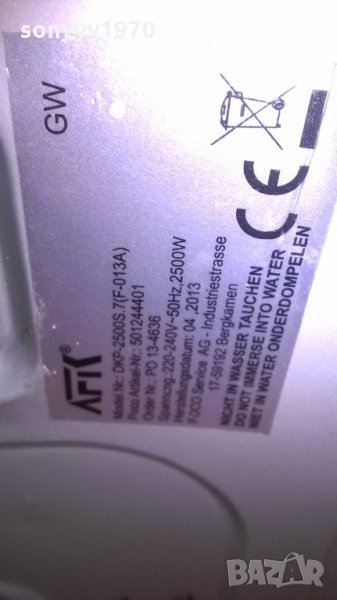 sonyyv1970
GW
AFK
Model Nr.: DKP-2500S.7(F-013A)
Poco Artikel-Nr.: 501244401
Order Nr.: PO 13-4636
Spannung: 220-240V~50Hz,2500W
Herstellungsdatum: 04 ,2013
POCO Service AG - Industriestrasse
17-59192 Bergkamen
NICHT IN WASSER TAUCHEN
DO NOT IMMERSE INTO WATER
NIET IN WATER ONDERDOMPELEN
CE
BAZAR